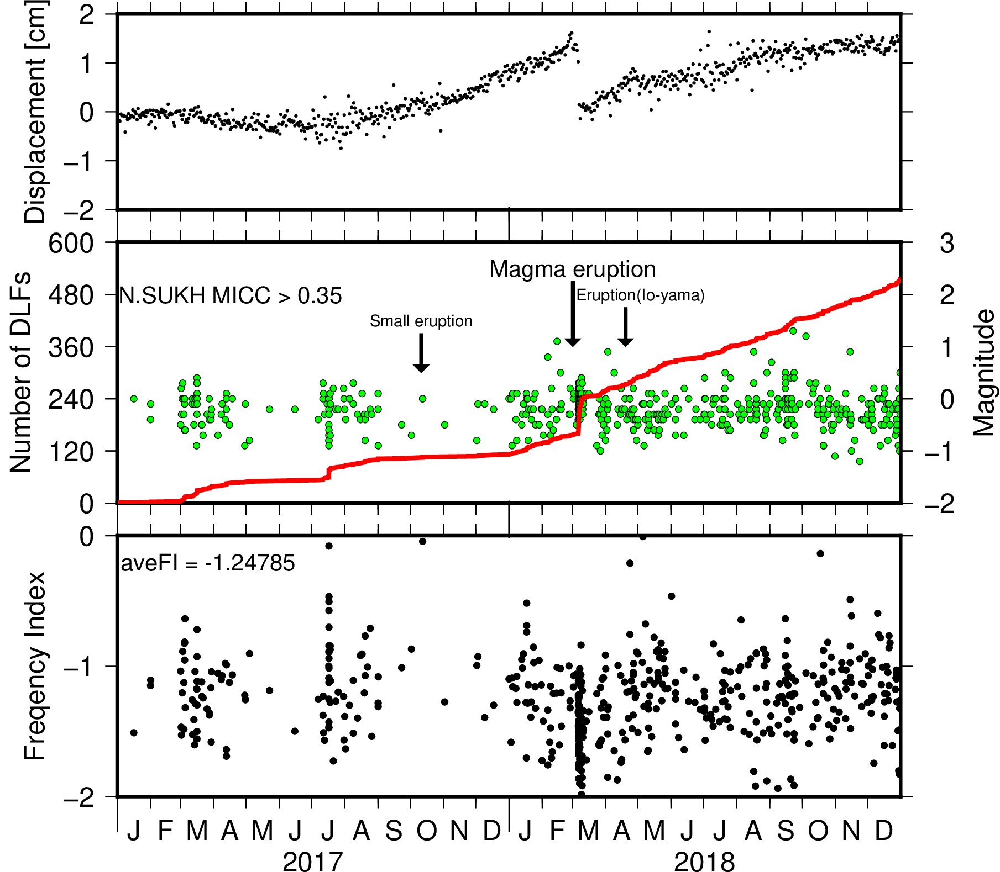 Displacement [cm]
2
1
0
−1
−2
Number of DLFs
600
480
360
240
120
0
Magnitude
3
2
1
0
−1
−2
Magma eruption
N.SUKH MICC > 0.35
Eruption(Io-yama)
Small eruption
Freqency Index
0
−1
−2
aveFI = -1.24785
J F M A M J J A S O N D J F M A M J J A S O N D
2017 2018